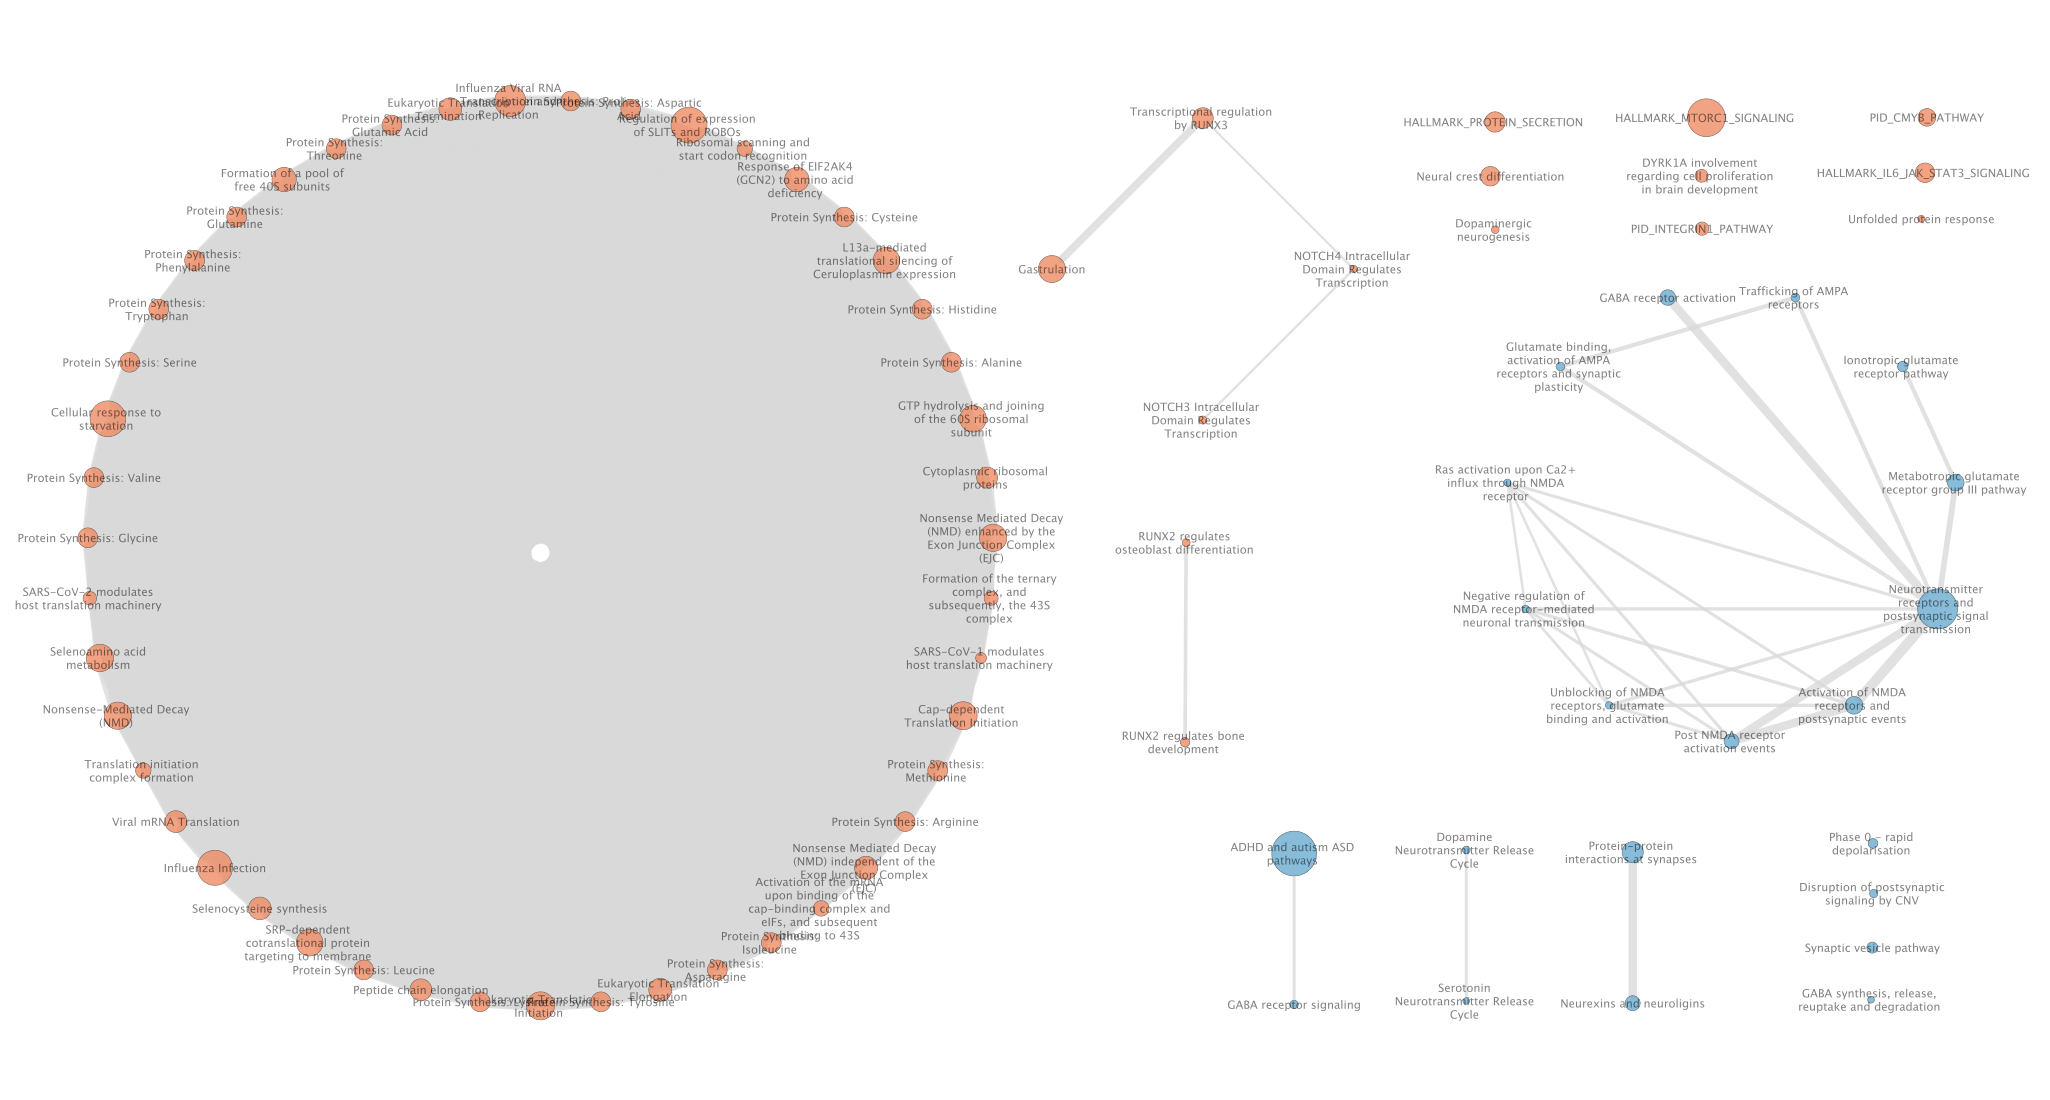 Influenza Viral RNA
Transcription and
Replication
Eukaryotic Translation
Termination
Protein Synthesis: Aspartic
Acid
Protein Synthesis:
Glutamic Acid
Regulation of expression
of SLITs and ROBOs
Protein Synthesis:
Threonine
Ribosomal scanning and
start codon recognition
Formation of a pool of
free 40S subunits
Response of EIF2AK4
(GCN2) to amino acid
deficiency
Protein Synthesis:
Glutamine
Protein Synthesis: Cysteine
Protein Synthesis:
Phenylalanine
L13a-mediated
translational silencing of
Ceruloplasmin expression
Protein Synthesis:
Tryptophan
Protein Synthesis: Histidine
Protein Synthesis: Serine
Protein Synthesis: Alanine
Cellular response to
starvation
GTP hydrolysis and joining
of the 60S ribosomal
subunit
Protein Synthesis: Valine
Cytoplasmic ribosomal
proteins
Protein Synthesis: Glycine
Nonsense Mediated Decay
(NMD) enhanced by the
Exon Junction Complex
(EJC)
SARS-CoV-2 modulates
host translation machinery
Formation of the ternary
complex, and
subsequently, the 43S
complex
Selenoamino acid
metabolism
SARS-CoV-1 modulates
host translation machinery
Nonsense-Mediated Decay
(NMD)
Cap-dependent
Translation Initiation
Translation initiation
complex formation
Protein Synthesis:
Methionine
Viral mRNA Translation
Protein Synthesis: Arginine
Influenza Infection
Nonsense Mediated Decay
(NMD) independent of the
Exon Junction Complex
(EJC)
Selenocysteine synthesis
Activation of the mRNA
upon binding of the
cap-binding complex and
eIFs, and subsequent
binding to 43S
SRP-dependent
cotranslational protein
targeting to membrane
Protein Synthesis:
Isoleucine
Protein Synthesis: Leucine
Protein Synthesis:
Asparagine
Peptide chain elongation
Eukaryotic Translation
Elongation
Protein Synthesis: Lysine
Eukaryotic Translation
Initiation
Protein Synthesis: Tyrosine
Transcriptional regulation
by RUNX3
Gastrulation
NOTCH4 Intracellular
Domain Regulates
Transcription
NOTCH3 Intracellular
Domain Regulates
Transcription
RUNX2 regulates
osteoblast differentiation
RUNX2 regulates bone
development
HALLMARK_PROTEIN_SECRETION
HALLMARK_MTORC1_SIGNALING
PID_CMYB_PATHWAY
Neural crest differentiation
DYRK1A involvement
regarding cell proliferation
in brain development
HALLMARK_IL6_JAK_STAT3_SIGNALING
Dopaminergic
neurogenesis
PID_INTEGRIN1_PATHWAY
Unfolded protein response
GABA receptor activation
Trafficking of AMPA
receptors
Glutamate binding,
activation of AMPA
receptors and synaptic
plasticity
Ionotropic glutamate
receptor pathway
Ras activation upon Ca2+
influx through NMDA
receptor
Metabotropic glutamate
receptor group III pathway
Negative regulation of
NMDA receptor-mediated
neuronal transmission
Neurotransmitter
receptors and
postsynaptic signal
transmission
Unblocking of NMDA
receptors, glutamate
binding and activation
Activation of NMDA
receptors and
postsynaptic events
Post NMDA receptor
activation events
ADHD and autism ASD
pathways
GABA receptor signaling
Dopamine
Neurotransmitter Release
Cycle
Serotonin
Neurotransmitter Release
Cycle
Protein-protein
interactions at synapses
Neurexins and neuroligins
Phase 0 - rapid
depolarisation
Disruption of postsynaptic
signaling by CNV
Synaptic vesicle pathway
GABA synthesis, release,
reuptake and degradation